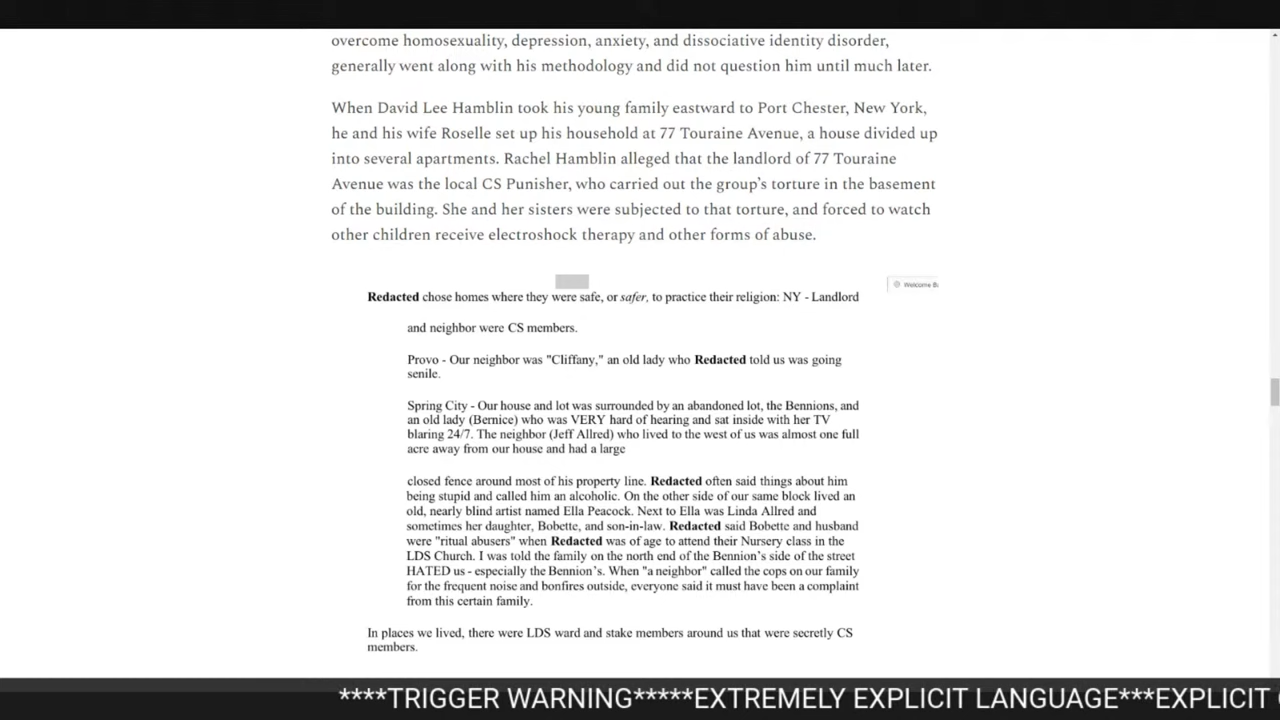 overcome homosexuality, depression, anxiety, and dissociative identity disorder,
generally went along with his methodology and did not question him until much later.
When David Lee Hamblin took his young family eastward to Port Chester, New York,
he and his wife Roselle set up his household at 77 Touraine Avenue, a house divided up
into several apartments. Rachel Hamblin alleged that the landlord of 77 Touraine
Avenue was the local CS Punisher, who carried out the group’s torture in the basement
of the building. She and her sisters were subjected to that torture, and forced to watch
other children receive electroshock therapy and other forms of abuse.
Welcome
Redacted chose homes where they were safe, or safer, to practice their religion: NY - Landlord
and neighbor were CS members.
Provo - Our neighbor was "Cliffany," an old lady who Redacted told us was going
senile.
Spring City - Our house and lot was surrounded by an abandoned lot, the Bennions, and
an old lady (Bernice) who was VERY hard of hearing and sat inside with her TV
blaring 24/7. The neighbor (Jeff Allred) who lived to the west of us was almost one full
acre away from our house and had a large
closed fence around most of his property line. Redacted often said things about him
being stupid and called him an alcoholic. On the other side of our same block lived an
old, nearly blind artist named Ella Peacock. Next to Ella was Linda Allred and
sometimes her daughter, Bobette, and son-in-law. Redacted said Bobette and husband
were "ritual abusers" when Redacted was of age to attend their Nursery class in the
LDS Church. I was told the family on the north end of the Bennion’s side of the street
HATED us - especially the Bennion’s. When "a neighbor" called the cops on our family
for the frequent noise and bonfires outside, everyone said it must have been a complaint
from this certain family.
In places we lived, there were LDS ward and stake members around us that were secretly CS
members.
****TRIGGER WARNING*****EXTREMELY EXPLICIT LANGUAGE***EXPLICIT